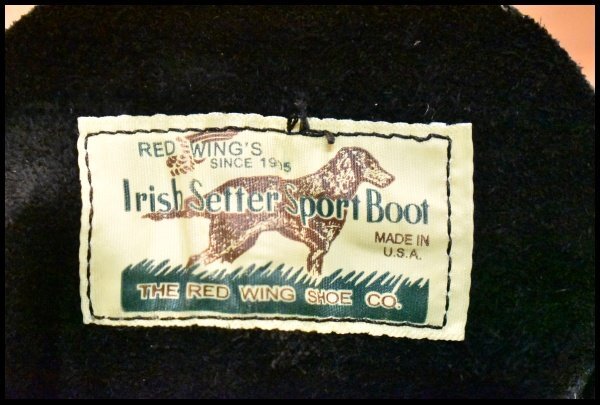 RED WING'S
SINCE 1905
Irish Setter Sport Boot
MADE IN
U.S.A.
THE RED WING SHOE CO.